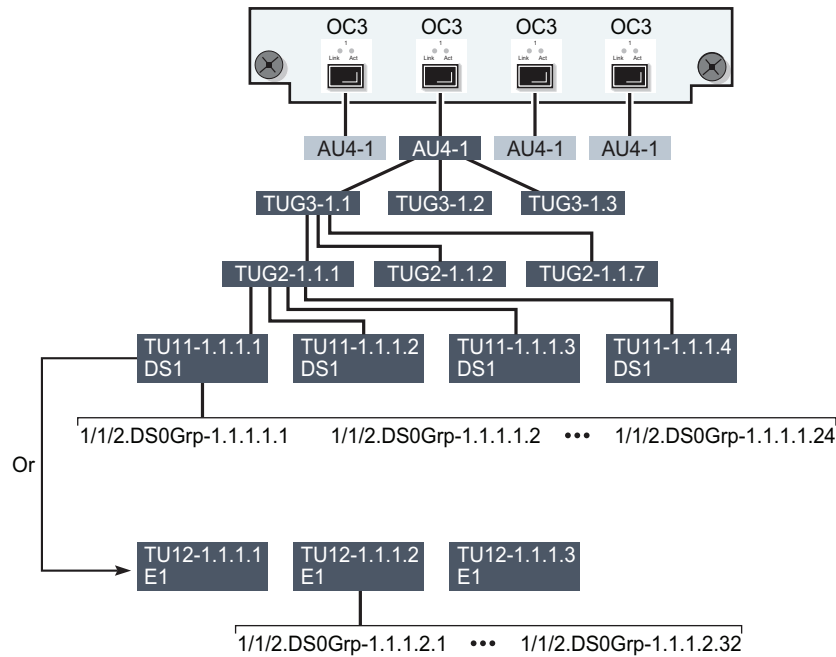 OC3 OC3 OC3 OC3
1 1 1 1
Link Act Link Act Link Act Link Act
AU4-1 AU4-1 AU4-1 AU4-1
TUG3-1.1 TUG3-1.2 TUG3-1.3
TUG2-1.1.1 TUG2-1.1.2 TUG2-1.1.7
TU11-1.1.1.1 TU11-1.1.1.2 TU11-1.1.1.3 TU11-1.1.1.4
DS1 DS1 DS1 DS1
1/1/2.DS0Grp-1.1.1.1.1 1/1/2.DS0Grp-1.1.1.1.2 ••• 1/1/2.DS0Grp-1.1.1.1.24
Or
TU12-1.1.1.1 TU12-1.1.1.2 TU12-1.1.1.3
E1 E1 E1
1/1/2.DS0Grp-1.1.1.2.1 ••• 1/1/2.DS0Grp-1.1.1.2.32